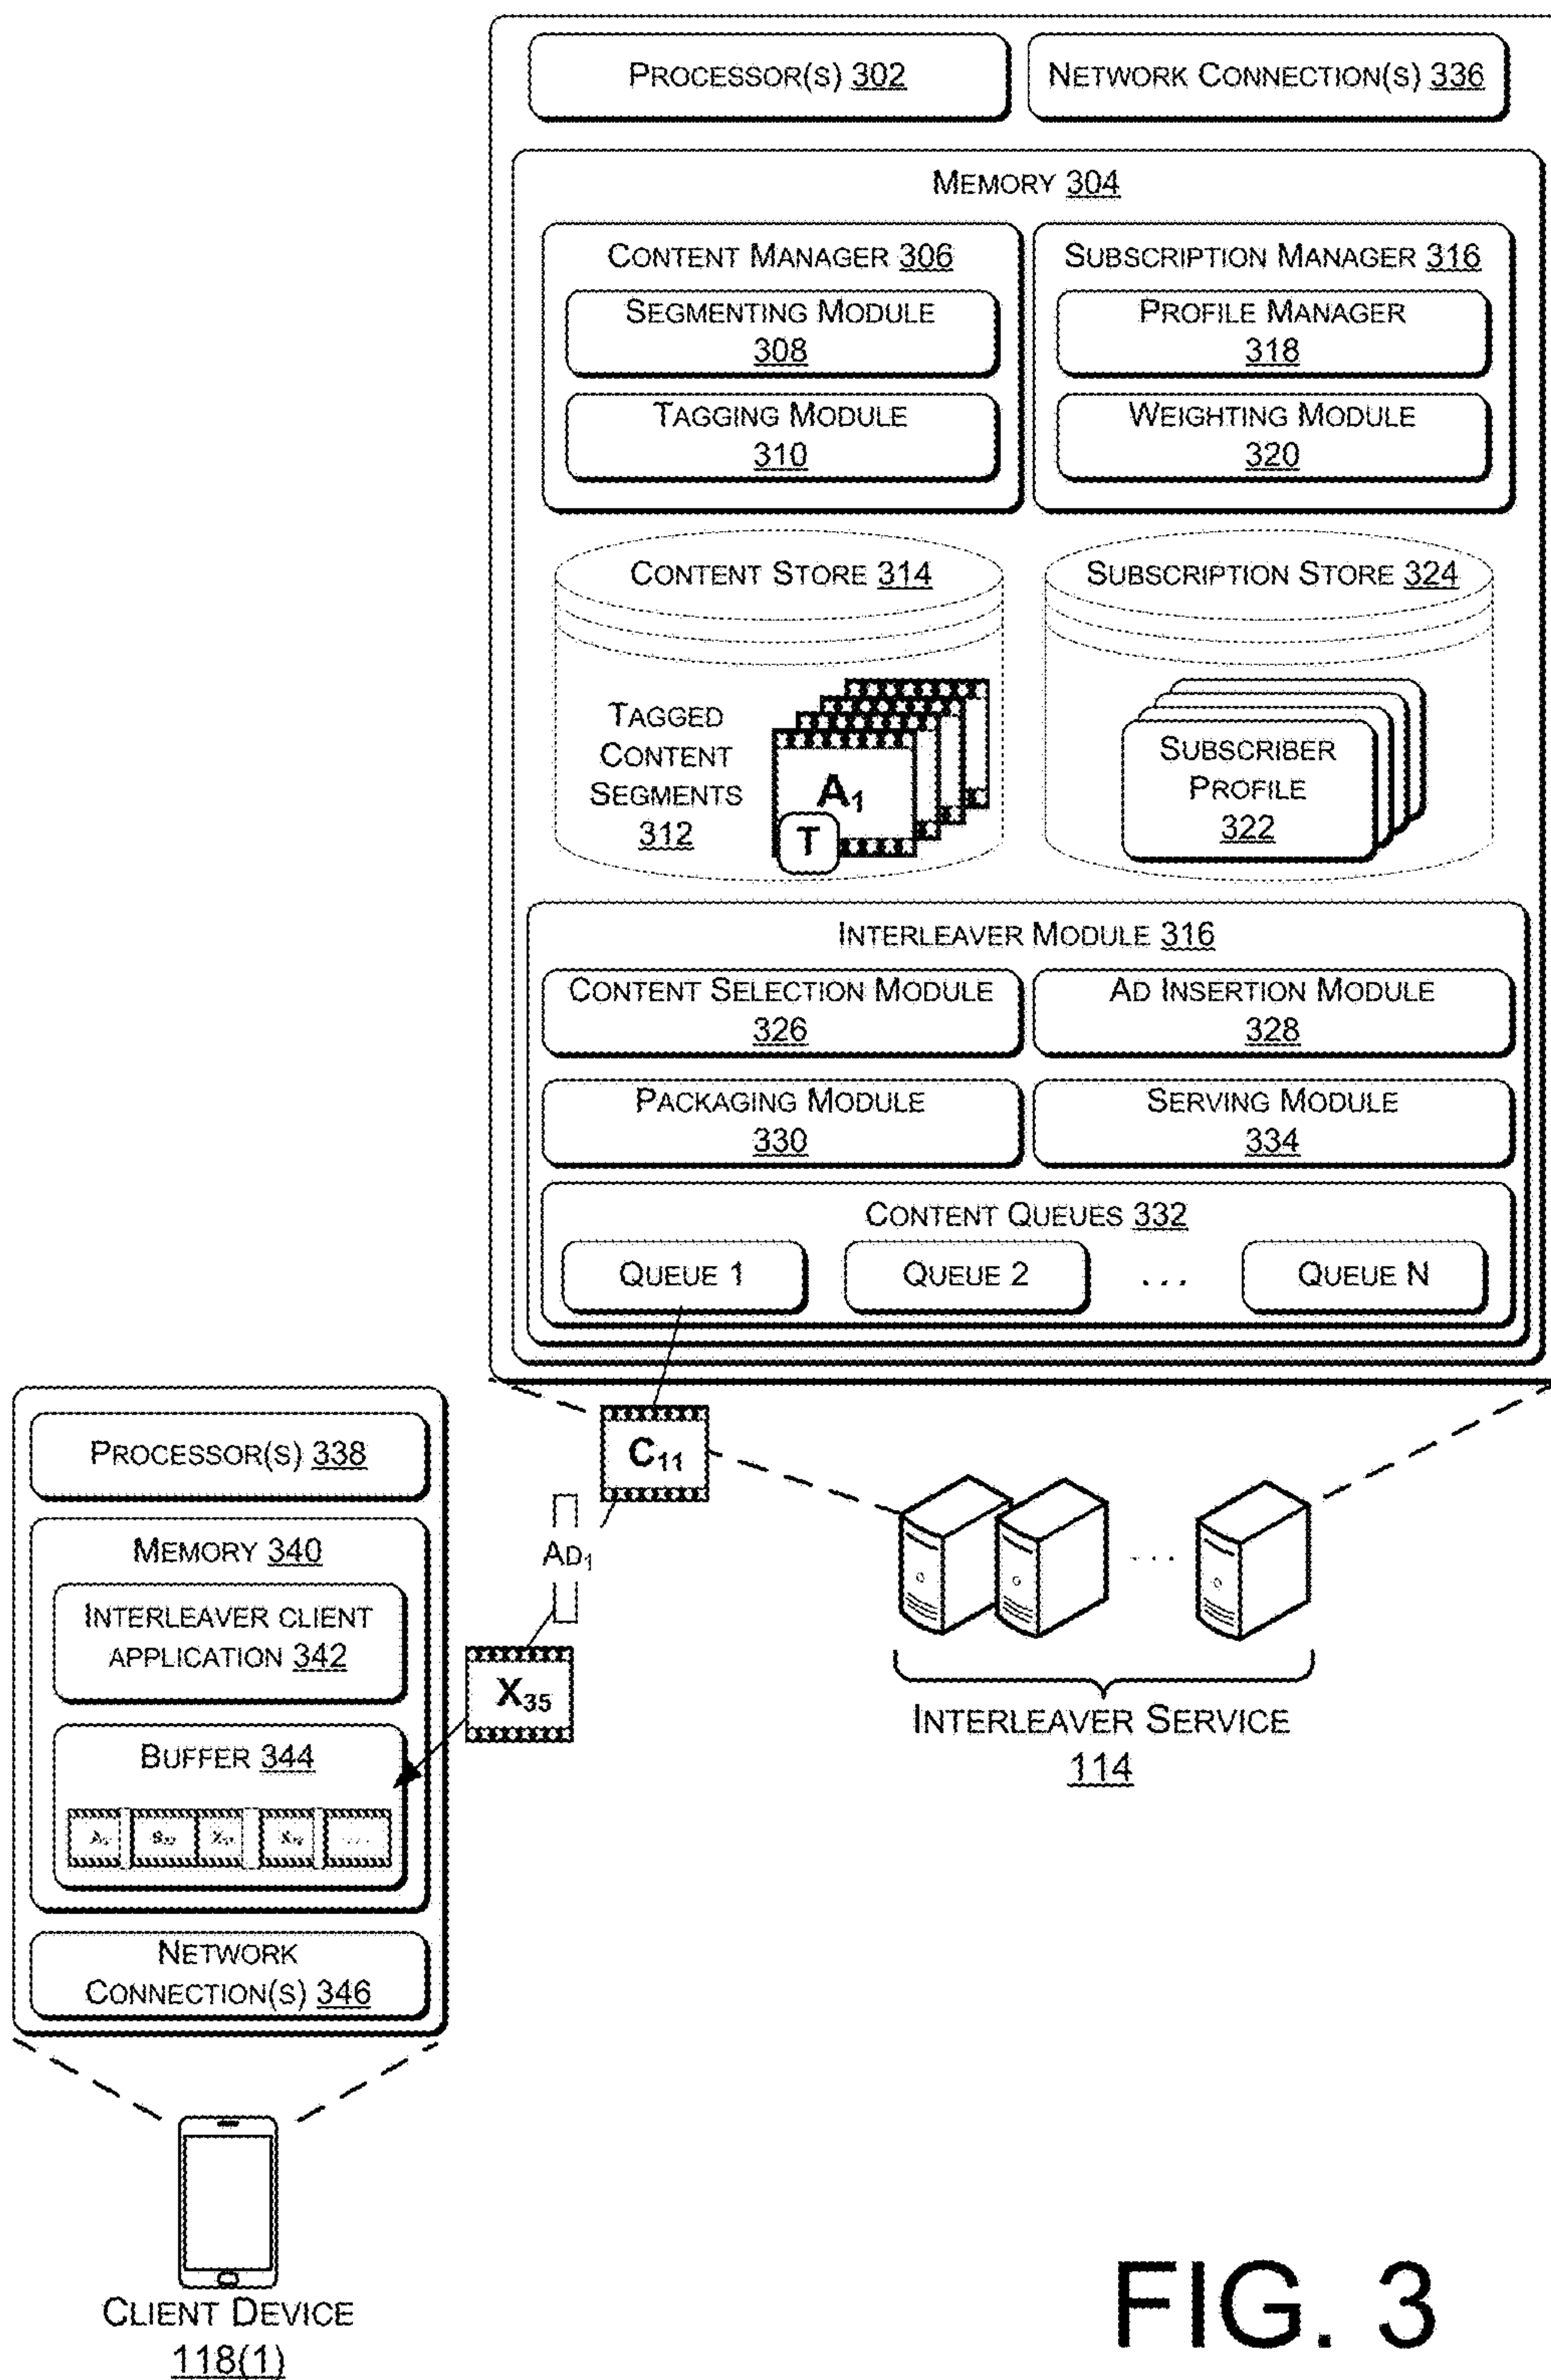 PROCESSOR(S) 302
NETWORK CONNECTION(S) 336
MEMORY 304
CONTENT MANAGER 306
SEGMENTING MODULE
308
TAGGING MODULE
310
SUBSCRIPTION MANAGER 316
PROFILE MANAGER
318
WEIGHTING MODULE
320
CONTENT STORE 314
TAGGED
CONTENT
SEGMENTS
312
A1
T
SUBSCRIPTION STORE 324
SUBSCRIBER
PROFILE
322
INTERLEAVER MODULE 316
CONTENT SELECTION MODULE
326
AD INSERTION MODULE
328
PACKAGING MODULE
330
SERVING MODULE
334
CONTENT QUEUES 332
QUEUE 1
QUEUE 2
...
QUEUE N
C11
AD1
X35
...
INTERLEAVER SERVICE
114
PROCESSOR(S) 338
MEMORY 340
INTERLEAVER CLIENT
APPLICATION 342
BUFFER 344
...
NETWORK
CONNECTION(S) 346
CLIENT DEVICE
118(1)
FIG. 3